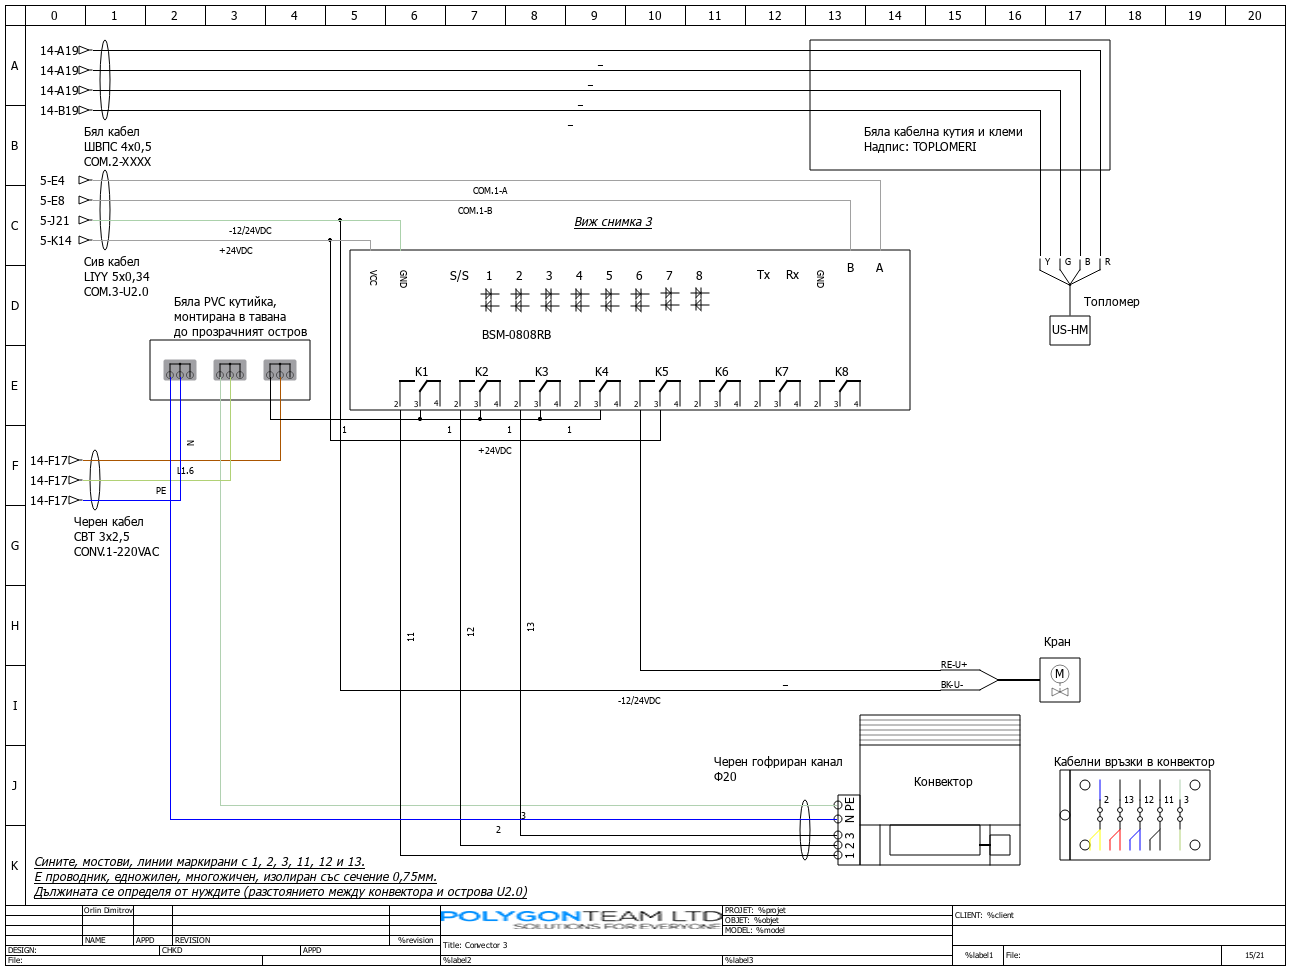 0 1 2 3 4 5 6 7 8 9 10 11 12 13 14 15 16 17 18 19 20
A
B
C
D
E
F
G
H
I
J
K
14-A19
14-A19
14-A19
14-B19
Бял кабел
ШВПС 4x0,5
COM.2-XXXX
Бяла кабелна кутия и клеми
Надпис: TOPLOMERI
5-E4
5-E8
5-J21
5-K14
COM.1-A
COM.1-B
-12/24VDC
+24VDC
Виж снимка 3
Сив кабел
LIYY 5x0,34
COM.3-U2.0
VCC
GND
S/S 1 2 3 4 5 6 7 8
Tx Rx
GND
B A
BSM-0808RB
Y G B R
Топломер
US-HM
Бяла PVC кутийка,
монтирана в тавана
до прозрачният остров
K1 K2 K3 K4 K5 K6 K7 K8
2 3 4 2 3 4 2 3 4 2 3 4 2 3 4 2 3 4 2 3 4 2 3 4
1 1 1 1
+24VDC
N
L1.6
PE
14-F17
14-F17
14-F17
Черен кабел
СВТ 3x2,5
CONV.1-220VAC
11
12
13
Кран
RE-U+
BK-U-
M
-12/24VDC
Черен гофриран канал
Ф20
Конвектор
Кабелни връзки в конвектор
2 13 12 11 3
1 2 3 N PE
3
2
Сините, мостови, линии маркирани с 1, 2, 3, 11, 12 и 13.
Е проводник, едножилен, многожичен, изолиран със сечение 0,75мм.
Дължината се определя от нуждите (разстоянието между конвектора и острова U2.0)
Orlin Dimitrov
NAME APPD REVISION %revision
DESIGN: CHKD APPD
File:
POLYGONTEAM LTD
SOLUTIONS FOR EVERYONE
PROJET: %projet
OBJET: %objet
MODEL: %model
Title: Convector 3
%label2 %label3
CLIENT: %client
%label1 File: 15/21